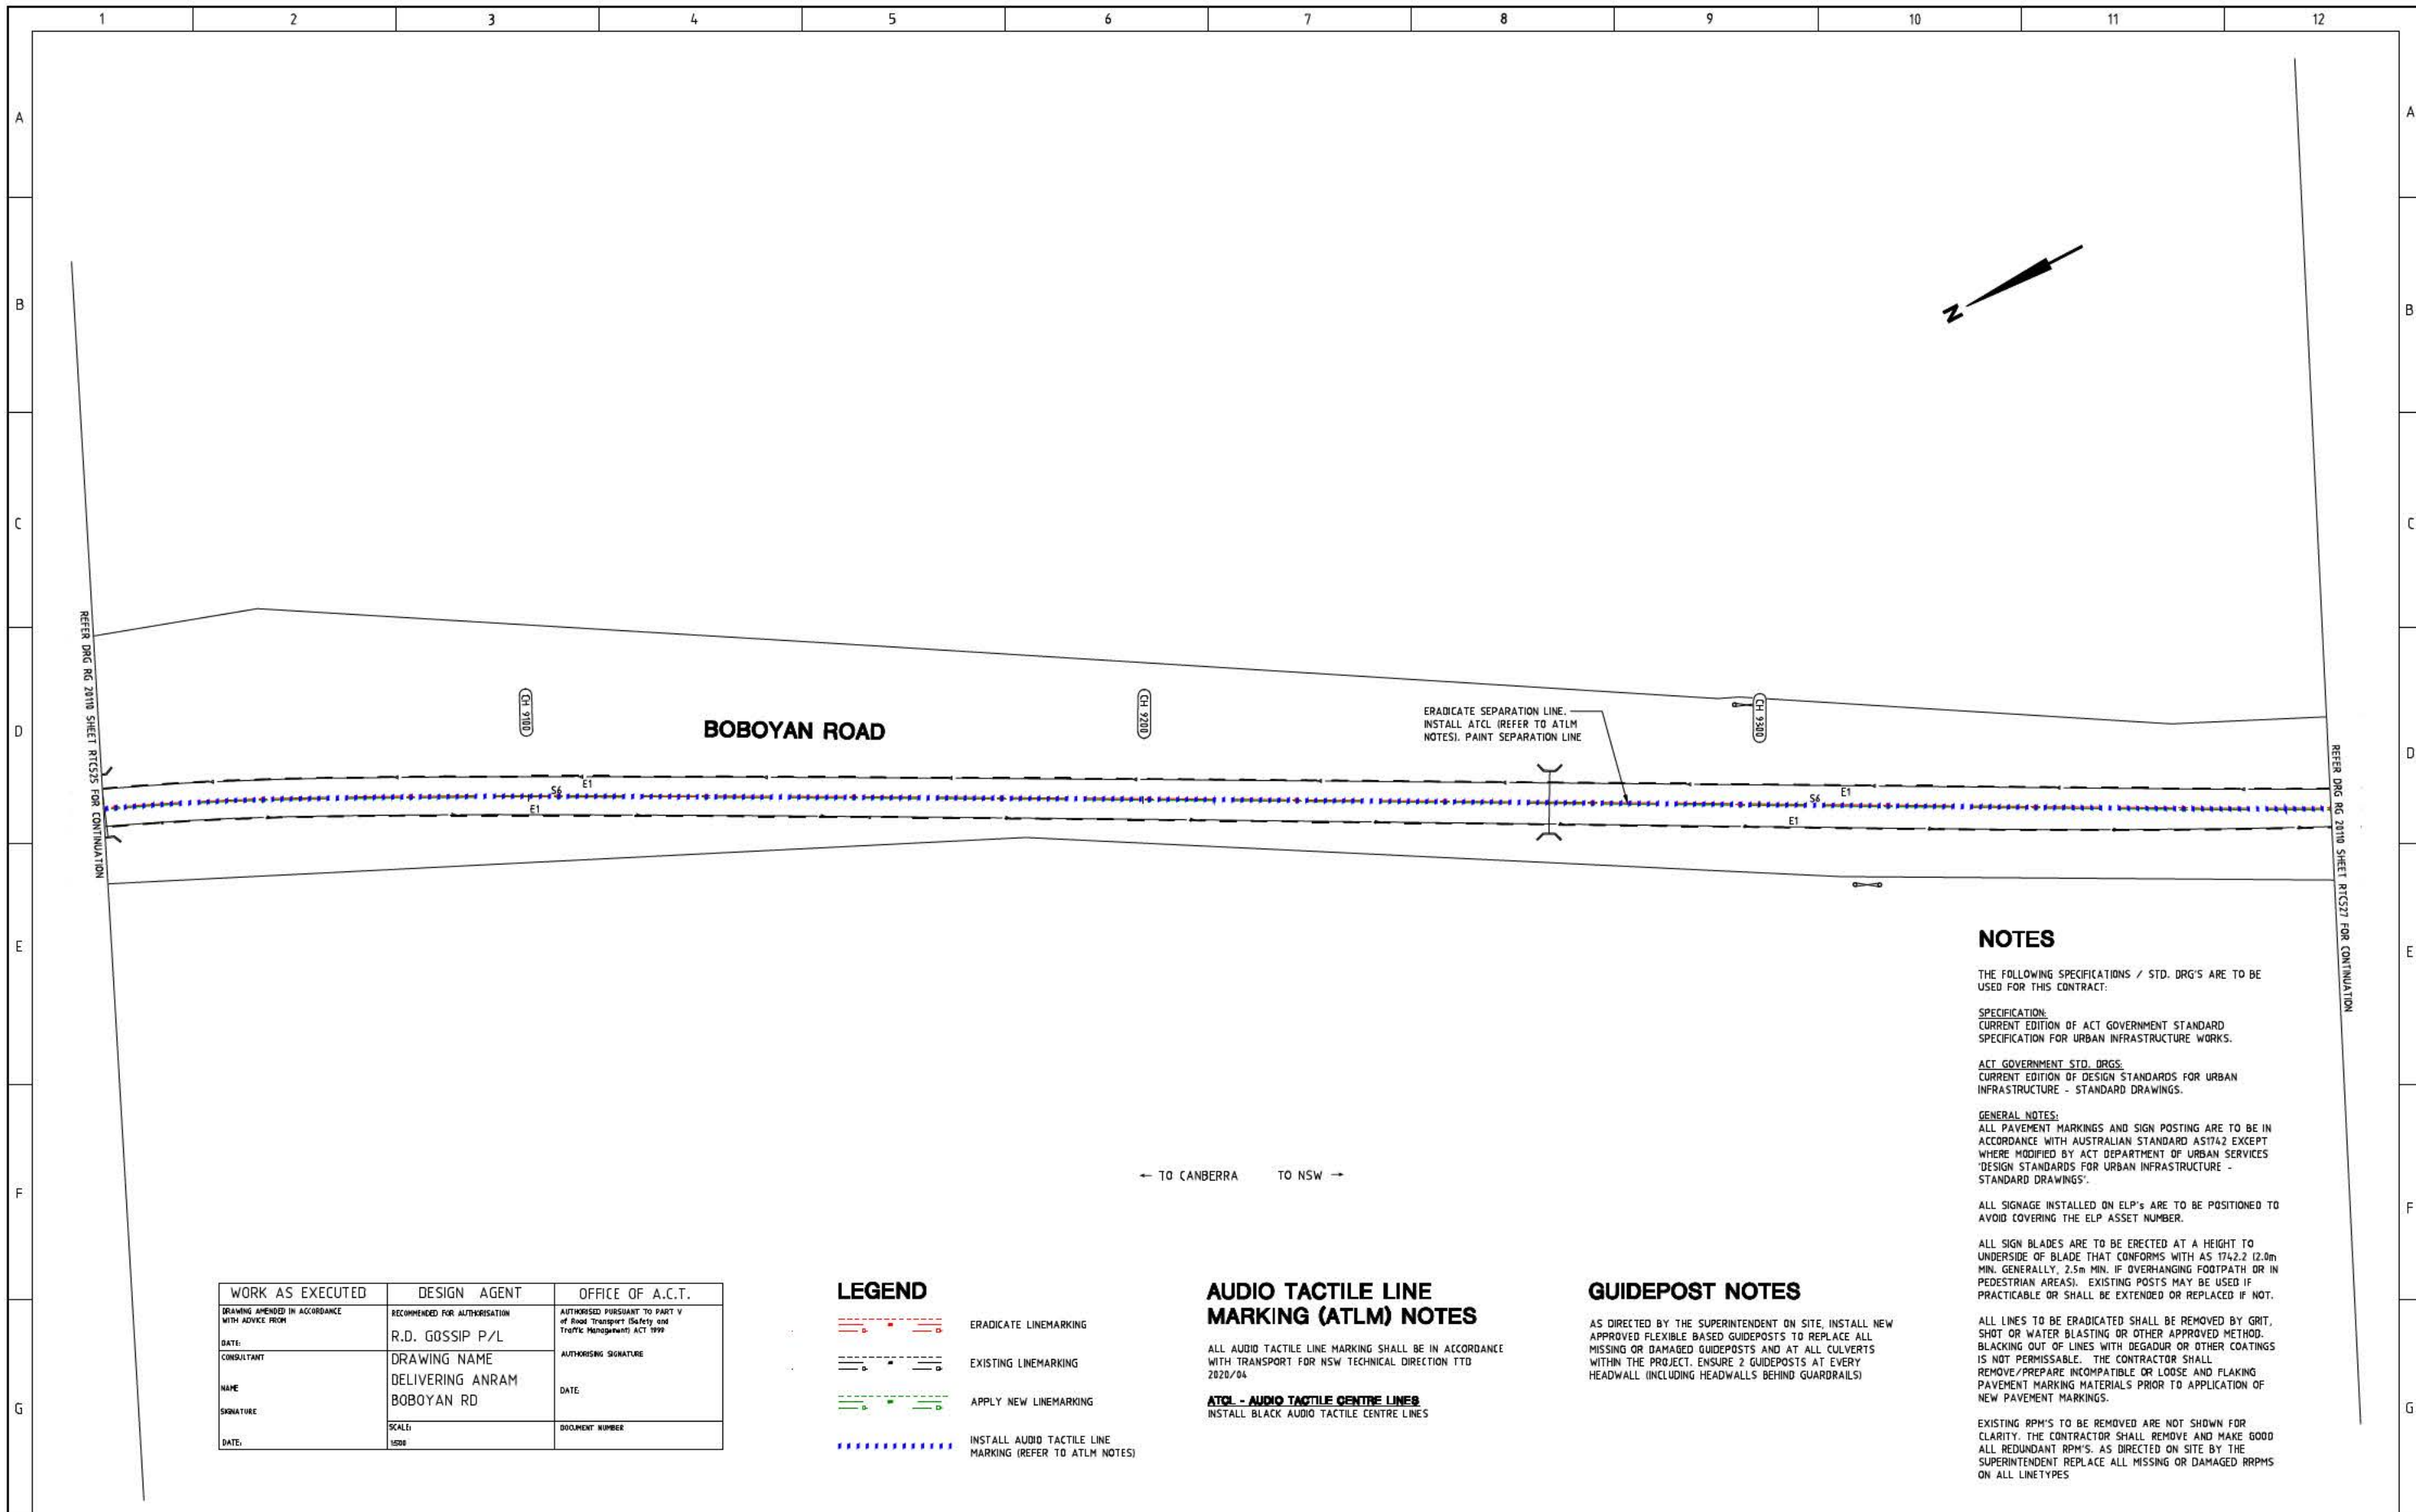 1 2 3 4 5 6 7 8 9 10 11 12
A A
B B
C C
D D
E E
F F
G G
N
REFER DRG RG 20110 SHEET RTC525 FOR CONTINUATION
CH 9100
BOBOYAN ROAD
CH 9200
ERADICATE SEPARATION LINE.
INSTALL ATCL (REFER TO ATLM
NOTES). PAINT SEPARATION LINE
CH 9300
S6 E1
E1
S6 E1
E1
REFER DRG RG 20110 SHEET RTC527 FOR CONTINUATION
← TO CANBERRA TO NSW →
WORK AS EXECUTED
DRAWING AMENDED IN ACCORDANCE
WITH ADVICE FROM
DATE:
CONSULTANT
NAME
SIGNATURE
DATE:
DESIGN AGENT
RECOMMENDED FOR AUTHORISATION
R.D. GOSSIP P/L
DRAWING NAME
DELIVERING ANRAM
BOBOYAN RD
SCALE:
1:500
OFFICE OF A.C.T.
AUTHORISED PURSUANT TO PART V
of Road Transport (Safety and
Traffic Management) ACT 1999
AUTHORISING SIGNATURE
DATE:
DOCUMENT NUMBER
LEGEND
ERADICATE LINEMARKING
EXISTING LINEMARKING
APPLY NEW LINEMARKING
INSTALL AUDIO TACTILE LINE
MARKING (REFER TO ATLM NOTES)
AUDIO TACTILE LINE
MARKING (ATLM) NOTES
ALL AUDIO TACTILE LINE MARKING SHALL BE IN ACCORDANCE
WITH TRANSPORT FOR NSW TECHNICAL DIRECTION TTD
2020/04
ATCL - AUDIO TACTILE CENTRE LINES
INSTALL BLACK AUDIO TACTILE CENTRE LINES
GUIDEPOST NOTES
AS DIRECTED BY THE SUPERINTENDENT ON SITE, INSTALL NEW
APPROVED FLEXIBLE BASED GUIDEPOSTS TO REPLACE ALL
MISSING OR DAMAGED GUIDEPOSTS AND AT ALL CULVERTS
WITHIN THE PROJECT. ENSURE 2 GUIDEPOSTS AT EVERY
HEADWALL (INCLUDING HEADWALLS BEHIND GUARDRAILS)
NOTES
THE FOLLOWING SPECIFICATIONS / STD. DRG'S ARE TO BE
USED FOR THIS CONTRACT:
SPECIFICATION:
CURRENT EDITION OF ACT GOVERNMENT STANDARD
SPECIFICATION FOR URBAN INFRASTRUCTURE WORKS.
ACT GOVERNMENT STD. DRGS:
CURRENT EDITION OF DESIGN STANDARDS FOR URBAN
INFRASTRUCTURE - STANDARD DRAWINGS.
GENERAL NOTES:
ALL PAVEMENT MARKINGS AND SIGN POSTING ARE TO BE IN
ACCORDANCE WITH AUSTRALIAN STANDARD AS1742 EXCEPT
WHERE MODIFIED BY ACT DEPARTMENT OF URBAN SERVICES
'DESIGN STANDARDS FOR URBAN INFRASTRUCTURE -
STANDARD DRAWINGS'.
ALL SIGNAGE INSTALLED ON ELP's ARE TO BE POSITIONED TO
AVOID COVERING THE ELP ASSET NUMBER.
ALL SIGN BLADES ARE TO BE ERECTED AT A HEIGHT TO
UNDERSIDE OF BLADE THAT CONFORMS WITH AS 1742.2 (2.0m
MIN. GENERALLY, 2.5m MIN. IF OVERHANGING FOOTPATH OR IN
PEDESTRIAN AREAS). EXISTING POSTS MAY BE USED IF
PRACTICABLE OR SHALL BE EXTENDED OR REPLACED IF NOT.
ALL LINES TO BE ERADICATED SHALL BE REMOVED BY GRIT,
SHOT OR WATER BLASTING OR OTHER APPROVED METHOD.
BLACKING OUT OF LINES WITH DEGADUR OR OTHER COATINGS
IS NOT PERMISSABLE. THE CONTRACTOR SHALL
REMOVE/PREPARE INCOMPATIBLE OR LOOSE AND FLAKING
PAVEMENT MARKING MATERIALS PRIOR TO APPLICATION OF
NEW PAVEMENT MARKINGS.
EXISTING RPM'S TO BE REMOVED ARE NOT SHOWN FOR
CLARITY. THE CONTRACTOR SHALL REMOVE AND MAKE GOOD
ALL REDUNDANT RPM'S. AS DIRECTED ON SITE BY THE
SUPERINTENDENT REPLACE ALL MISSING OR DAMAGED RRPMS
ON ALL LINETYPES